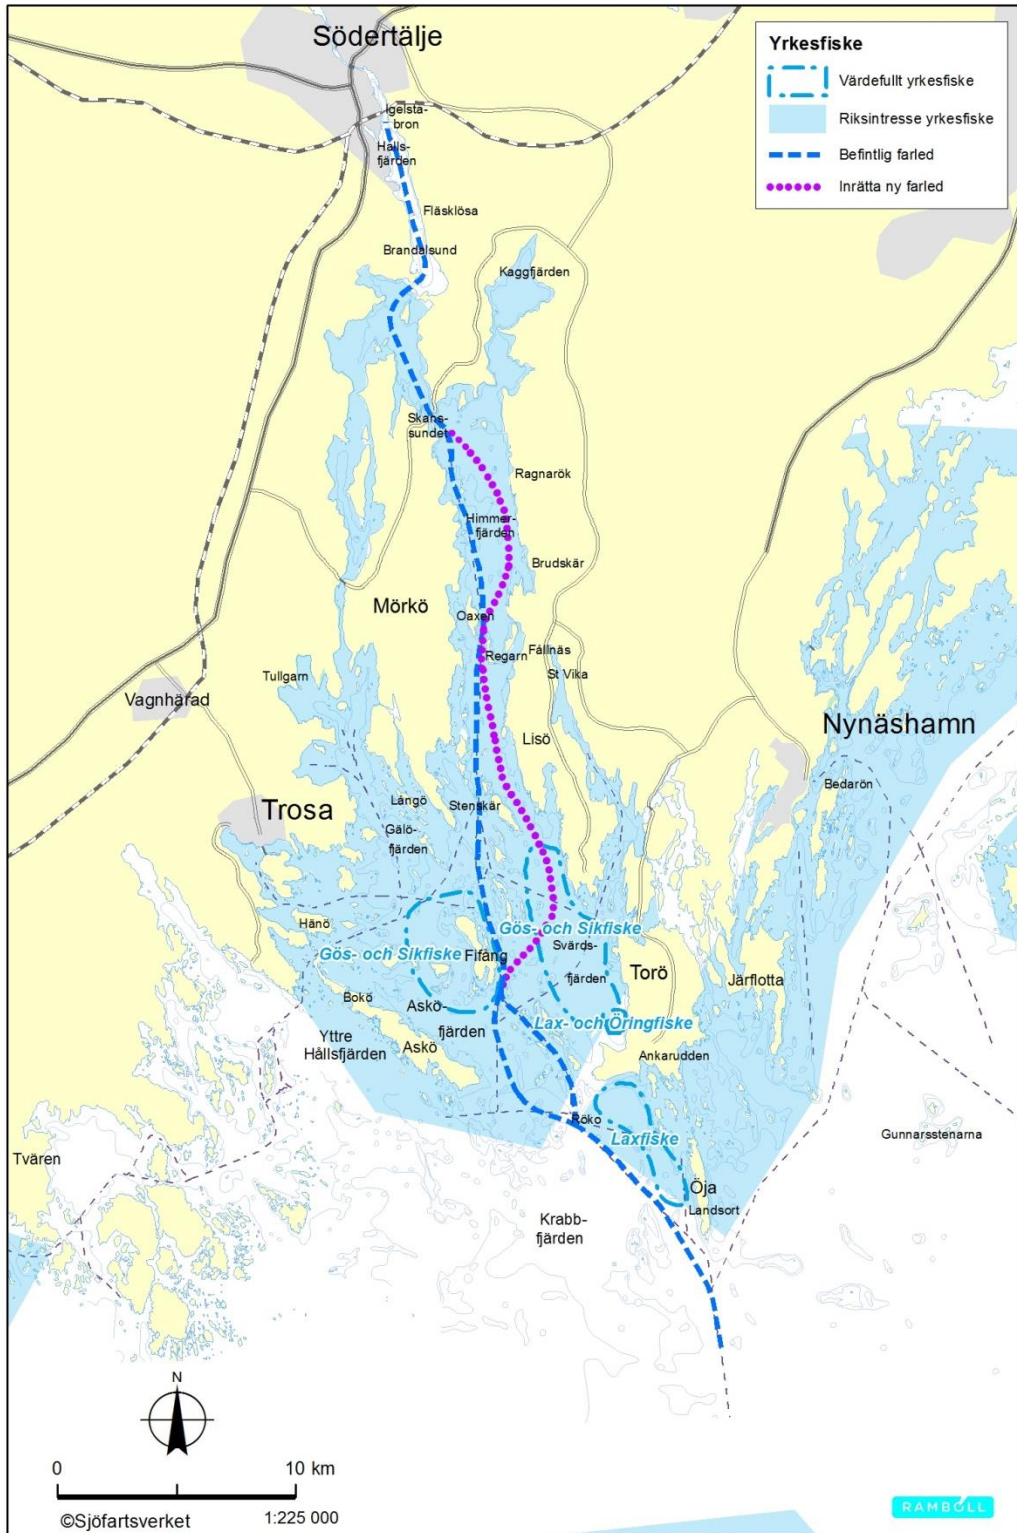 Södertälje
Yrkesfiske
Värdefullt yrkesfiske
Riksintresse yrkesfiske
Befintlig farled
Inrätta ny farled
Igelsta-
bron
Halls-
fjärden
Fläsklösa
Brandalsund
Kaggfjärden
Skans-
sundet
Ragnarök
Himmer-
fjärden
Brudskär
Mörkö
Oaxen
Regarn
Fållnäs
St Vika
Tullgarn
Vagnhärad
Lisö
Nynäshamn
Bedarön
Trosa
Långö
Stenskär
Gälö-
fjärden
Hänö
Gös- och Sikfiske
Gös- och Sikfiske
Fifång
Svärds-
fjärden
Torö
Järflotta
Bokö
Askö-
fjärden
Lax- och Öringfiske
Yttre
Hållsfjärden
Askö
Ankarudden
Röko
Laxfiske
Gunnarsstenarna
Tvären
Öja
Landsort
Krabb-
fjärden
N
0 10 km
©Sjöfartsverket 1:225 000
RAMBOLL